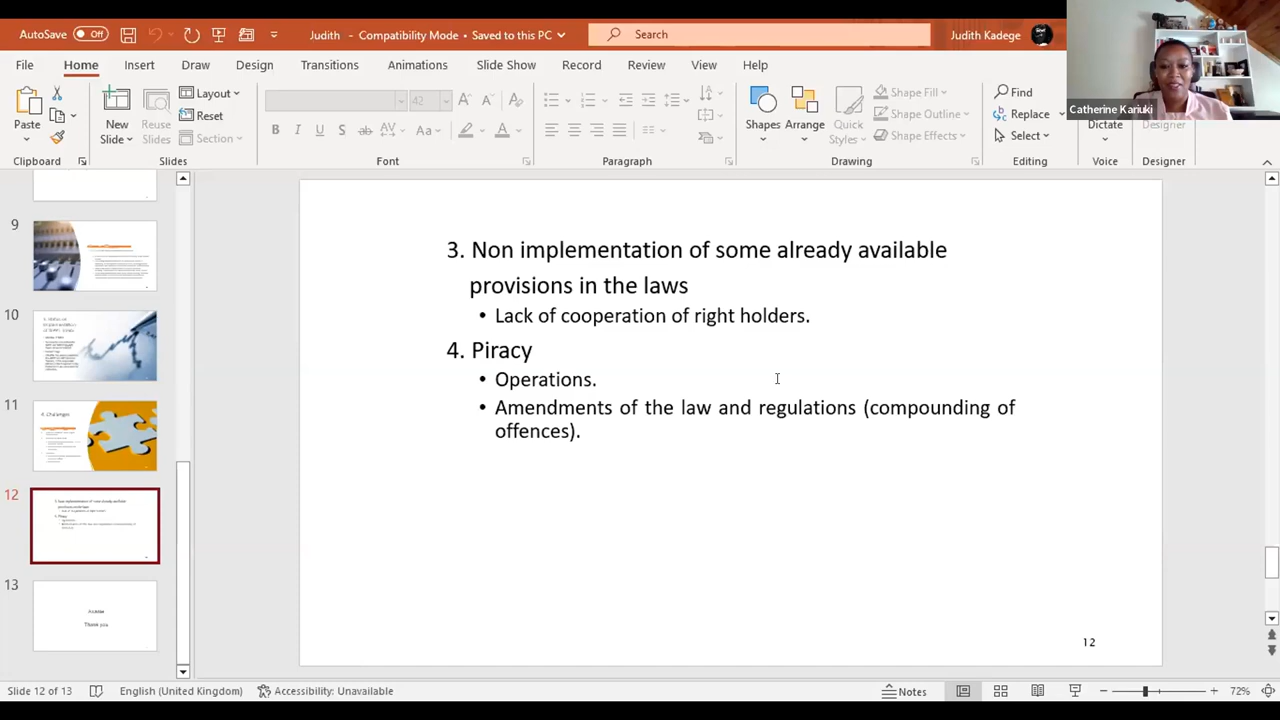 AutoSave Off Judith - Compatibility Mode • Saved to this PC Search Judith Kadege
File Home Insert Draw Design Transitions Animations Slide Show Record Review View Help
Catherine Kariuki
Paste New Slide Reuse Slides Layout Reset Section
42
Shapes Arrange Quick Styles Shape Fill Shape Outline Shape Effects
Find Replace Select Dictate Designer
Clipboard Slides Font Paragraph Drawing Editing Voice Designer
9
10
11
4. Challenges
12
13
Thank you
3. Non implementation of some already available
provisions in the laws
• Lack of cooperation of right holders.
4. Piracy
• Operations.
• Amendments of the law and regulations (compounding of
offences).
12
Slide 12 of 13 English (United Kingdom) Accessibility: Unavailable Notes 72%